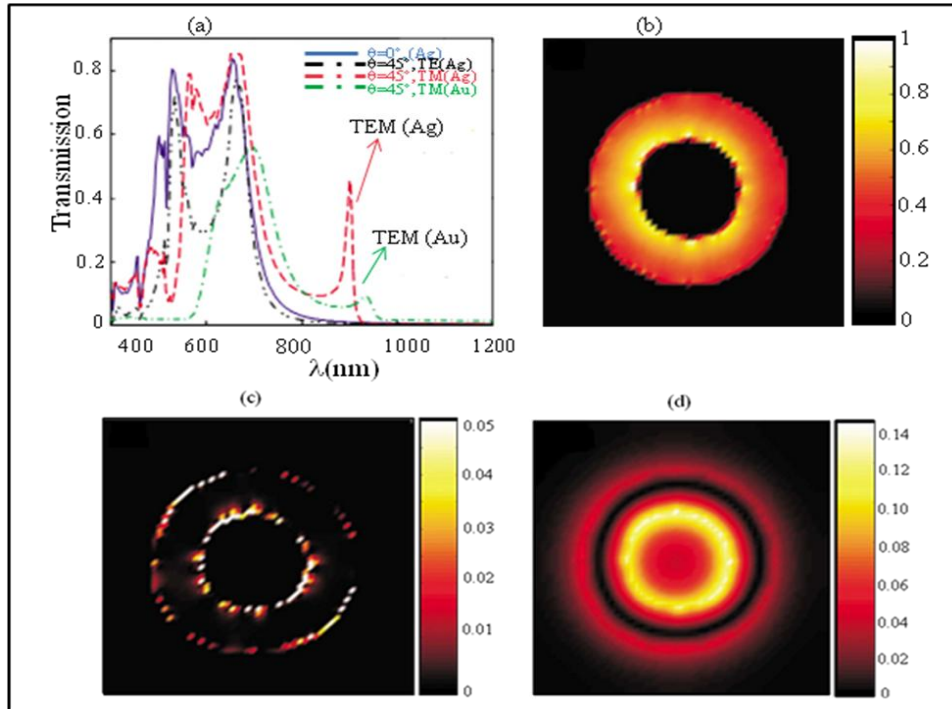 (a)
0.8
0.6
0.4
0.2
0
Transmission
θ=0°,(Ag)
θ=45°,TE(Ag)
θ=45°,TM(Ag)
θ=45°,TM(Au)
TEM (Ag)
TEM
(Au)
400 600 800 1000 1200
λ(nm)
(b)
1
0.8
0.6
0.4
0.2
0
(c)
0.05
0.04
0.03
0.02
0.01
0
(d)
0.14
0.12
0.10
0.08
0.06
0.04
0.02
0